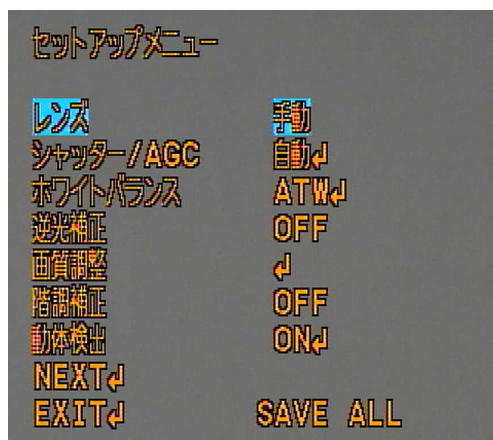 セットアップメニュー
レンズ 手動
シャッター/AGC 自動↲
ホワイトバランス ATW↲
逆光補正 OFF
画質調整 ↲
階調補正 OFF
動体検出 ON↲
NEXT↲
EXIT↲ SAVE ALL